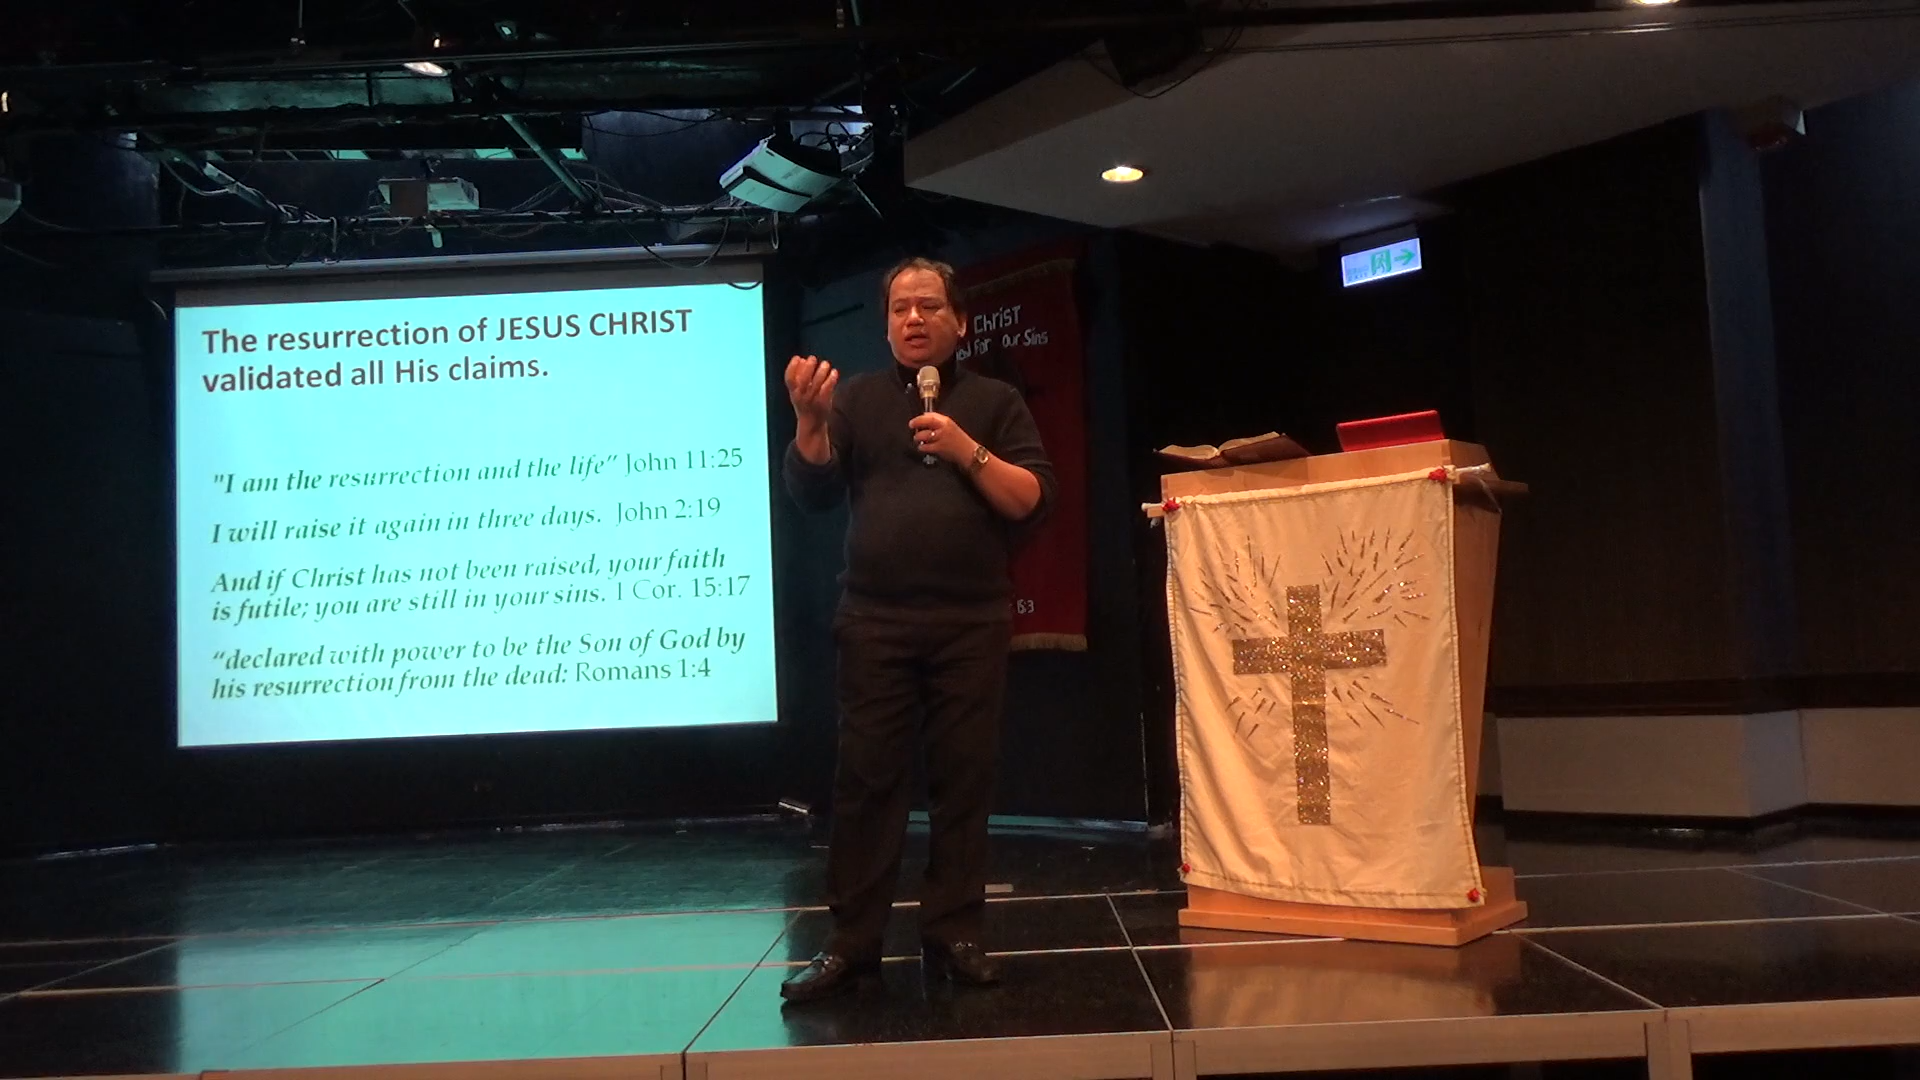 The resurrection of JESUS CHRIST
validated all His claims.
"I am the resurrection and the life" John 11:25
I will raise it again in three days. John 2:19
And if Christ has not been raised, your faith
is futile; you are still in your sins. 1 Cor. 15:17
"declared with power to be the Son of God by
his resurrection from the dead: Romans 1:4
Christ
For our Sins
15:3